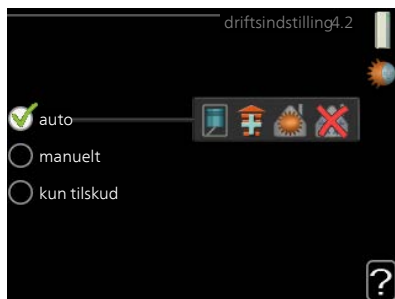 driftsindstilling4.2
auto
manuelt
kun tilskud
?